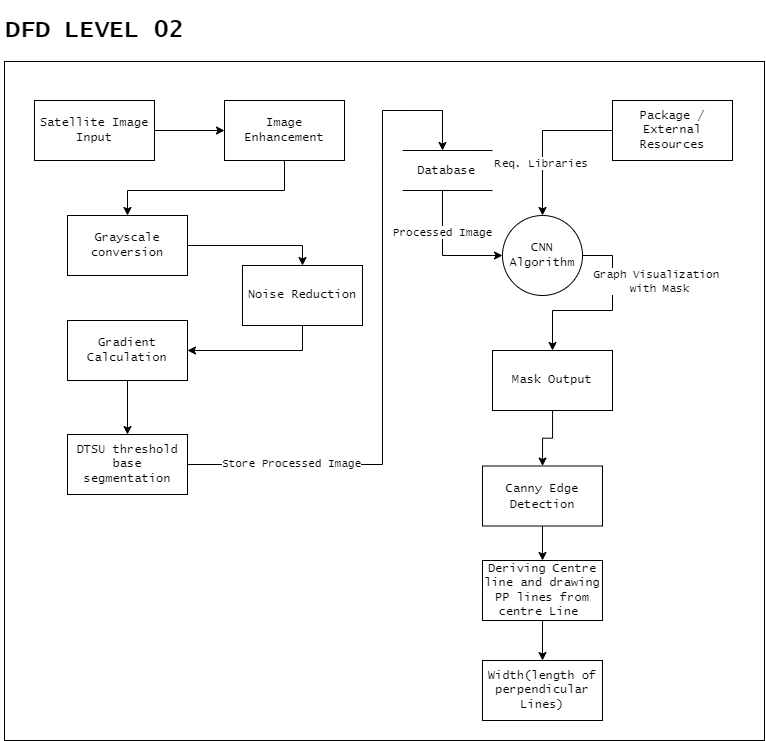 DFD LEVEL 02
Satellite Image
Input
Image
Enhancement
Grayscale
conversion
Noise Reduction
Gradient
Calculation
DTSU threshold
base
segmentation
Store Processed Image
Database
Processed Image
Package /
External
Resources
Req. Libraries
CNN
Algorithm
Graph Visualization
with Mask
Mask Output
Canny Edge
Detection
Deriving Centre
line and drawing
PP lines from
centre Line
Width(length of
perpendicular
Lines)